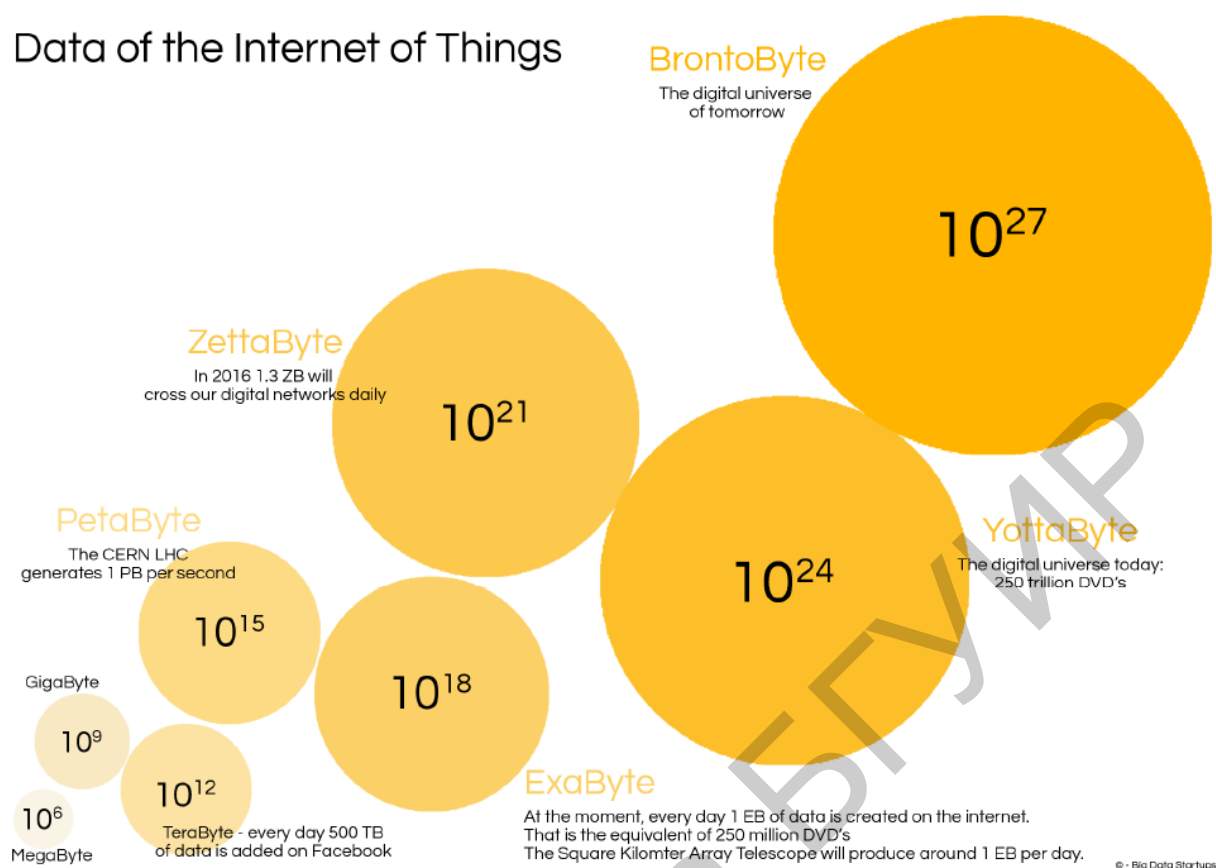 Data of the Internet of Things
BrontoByte
The digital universe
of tomorrow
10²⁷
ZettaByte
In 2016 1.3 ZB will
cross our digital networks daily
10²¹
PetaByte
The CERN LHC
generates 1 PB per second
10¹⁵
YottaByte
The digital universe today:
250 trillion DVD's
10²⁴
10¹⁸
GigaByte
10⁹
10¹²
10⁶
MegaByte
TeraByte - every day 500 TB
of data is added on Facebook
ExaByte
At the moment, every day 1 EB of data is created on the internet.
That is the equivalent of 250 million DVD's
The Square Kilomter Array Telescope will produce around 1 EB per day.
© - Big Data Startups
БГУИР